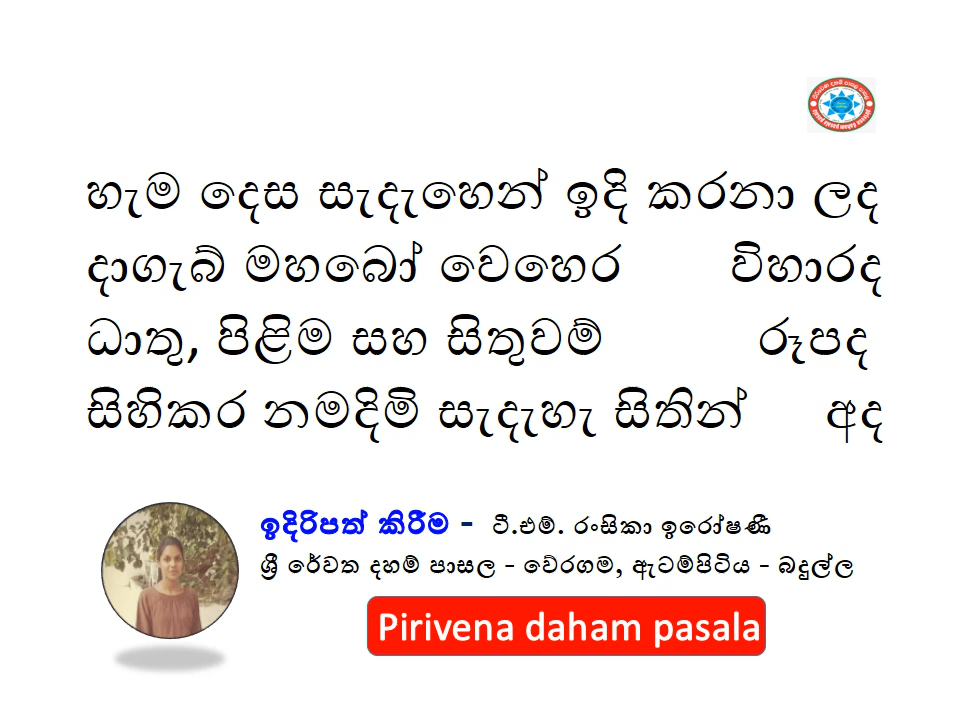 හැම දෙස සැදැහෙන් ඉදි කරනා ලද
දාගැබ් මහබෝ වෙහෙර විහාරද
ධාතු, පිළිම සහ සිතුවම් රූපද
සිහිකර නමදිමි සැදැහැ සිතින් අද
ඉදිරිපත් කිරීම - ටී.එම්. රංසිකා ඉරෝෂණී
ශ්‍රී රේවත දහම් පාසල - වේරගම, ඇටම්පිටිය - බදුල්ල
Pirivena daham pasala